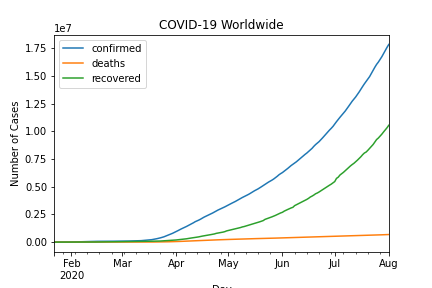 COVID-19 Worldwide
1e7
confirmed
deaths
recovered
Number of Cases
1.75
1.50
1.25
1.00
0.75
0.50
0.25
0.00
Feb Mar Apr May Jun Jul Aug
2020